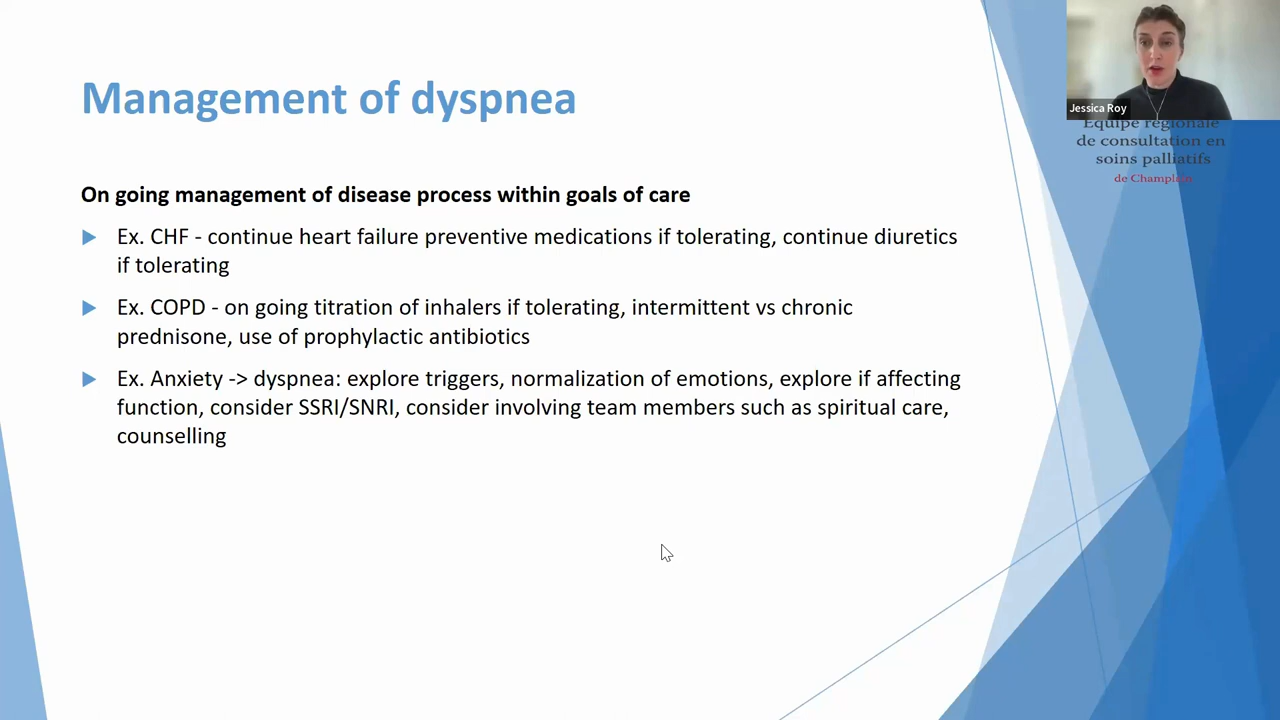 Management of dyspnea
On going management of disease process within goals of care
Ex. CHF - continue heart failure preventive medications if tolerating, continue diuretics
if tolerating
Ex. COPD - on going titration of inhalers if tolerating, intermittent vs chronic
prednisone, use of prophylactic antibiotics
Ex. Anxiety -> dyspnea: explore triggers, normalization of emotions, explore if affecting
function, consider SSRI/SNRI, consider involving team members such as spiritual care,
counselling
Jessica Roy
Équipe régionale
de consultation en
soins palliatifs
de Champlain